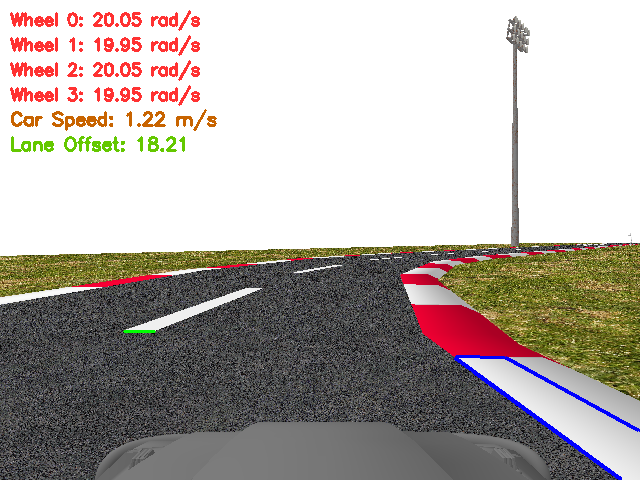 Wheel 0: 20.05 rad/s
Wheel 1: 19.95 rad/s
Wheel 2: 20.05 rad/s
Wheel 3: 19.95 rad/s
Car Speed: 1.22 m/s
Lane Offset: 18.21